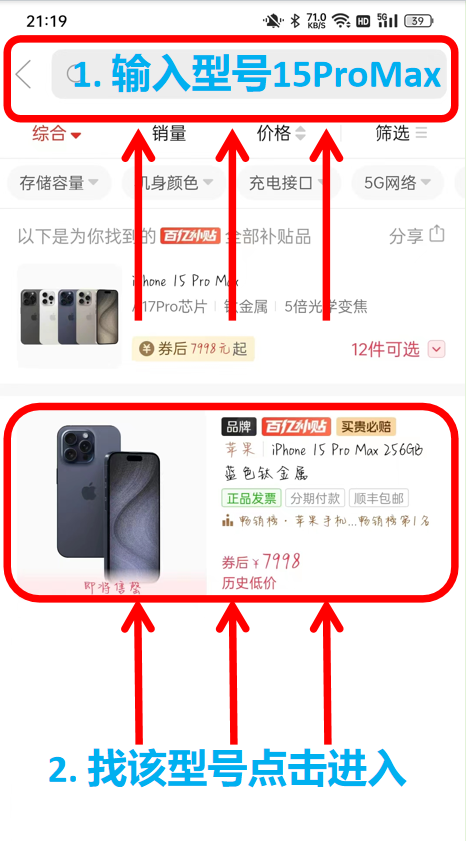 21:19 71.0 KB/S HD 5G 39
1. 输入型号15ProMax
综合 销量 价格 筛选
存储容量 机身颜色 充电接口 5G网络
以下是为你找到的 百亿补贴 全部补贴品 分享
iPhone 15 Pro Max
A17Pro芯片 钛金属 5倍光学变焦
券后 7998元起 12件可选
品牌 百亿补贴 买贵必赔
苹果 iPhone 15 Pro Max 256GB
蓝色钛金属
正品发票 分期付款 顺丰包邮
畅销榜·苹果手机...畅销榜第1名
券后¥7998
即将售罄
历史低价
2. 找该型号点击进入